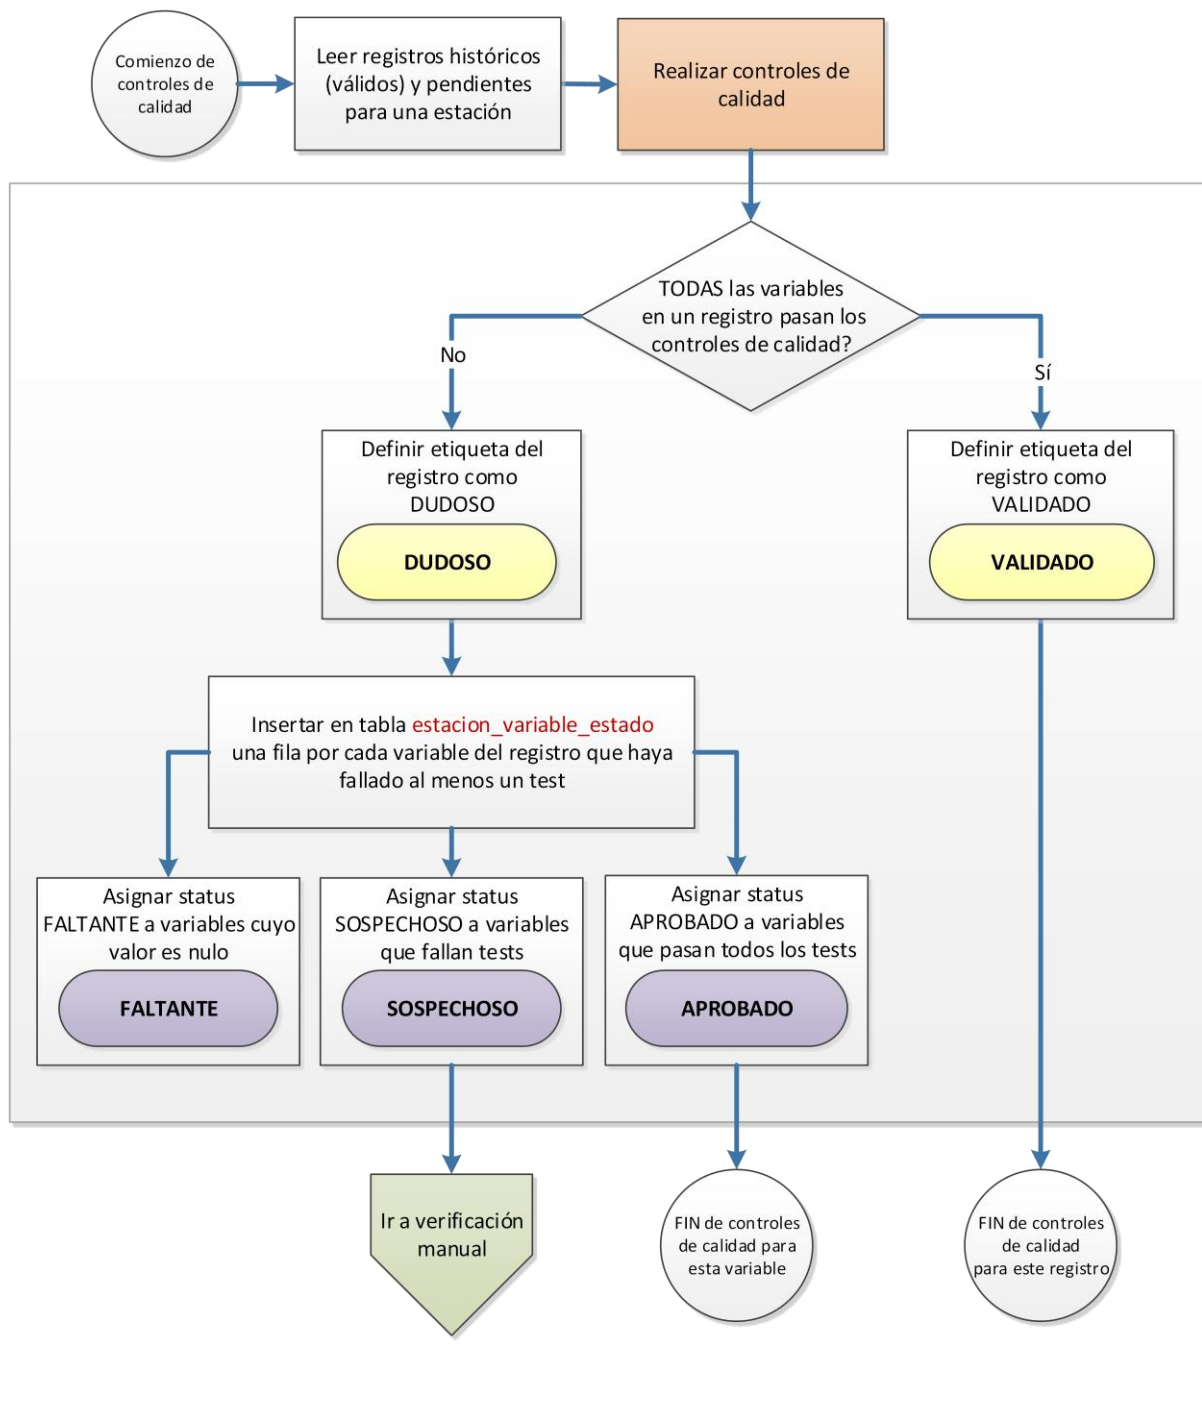 Comienzo de
controles de
calidad
Leer registros históricos
(válidos) y pendientes
para una estación
Realizar controles de
calidad
TODAS las variables
en un registro pasan los
controles de calidad?
No
Sí
Definir etiqueta del
registro como
DUDOSO
DUDOSO
Definir etiqueta del
registro como
VALIDADO
VALIDADO
Insertar en tabla estacion_variable_estado
una fila por cada variable del registro que haya
fallado al menos un test
Asignar status
FALTANTE a variables cuyo
valor es nulo
FALTANTE
Asignar status
SOSPECHOSO a variables
que fallan tests
SOSPECHOSO
Asignar status
APROBADO a variables
que pasan todos los tests
APROBADO
Ir a verificación
manual
FIN de controles
de calidad para
esta variable
FIN de controles
de calidad
para este registro